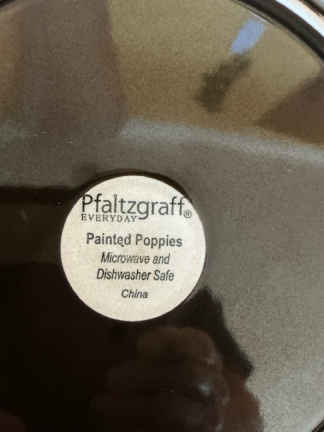 Pfaltzgraff®
EVERYDAY
Painted Poppies
Microwave and
Dishwasher Safe
China